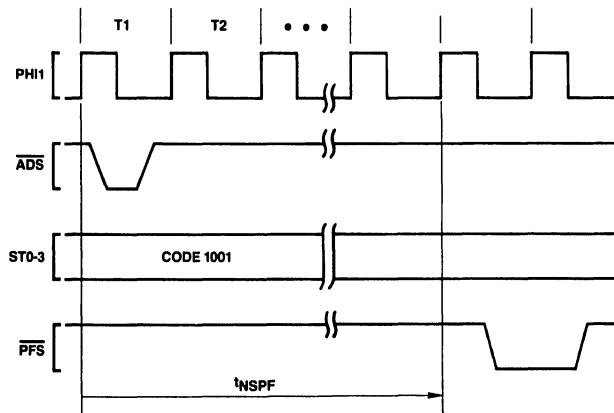 T1 T2 • • •
PHI1
ADS
ST0-3 CODE 1001
PFS
tNSPF